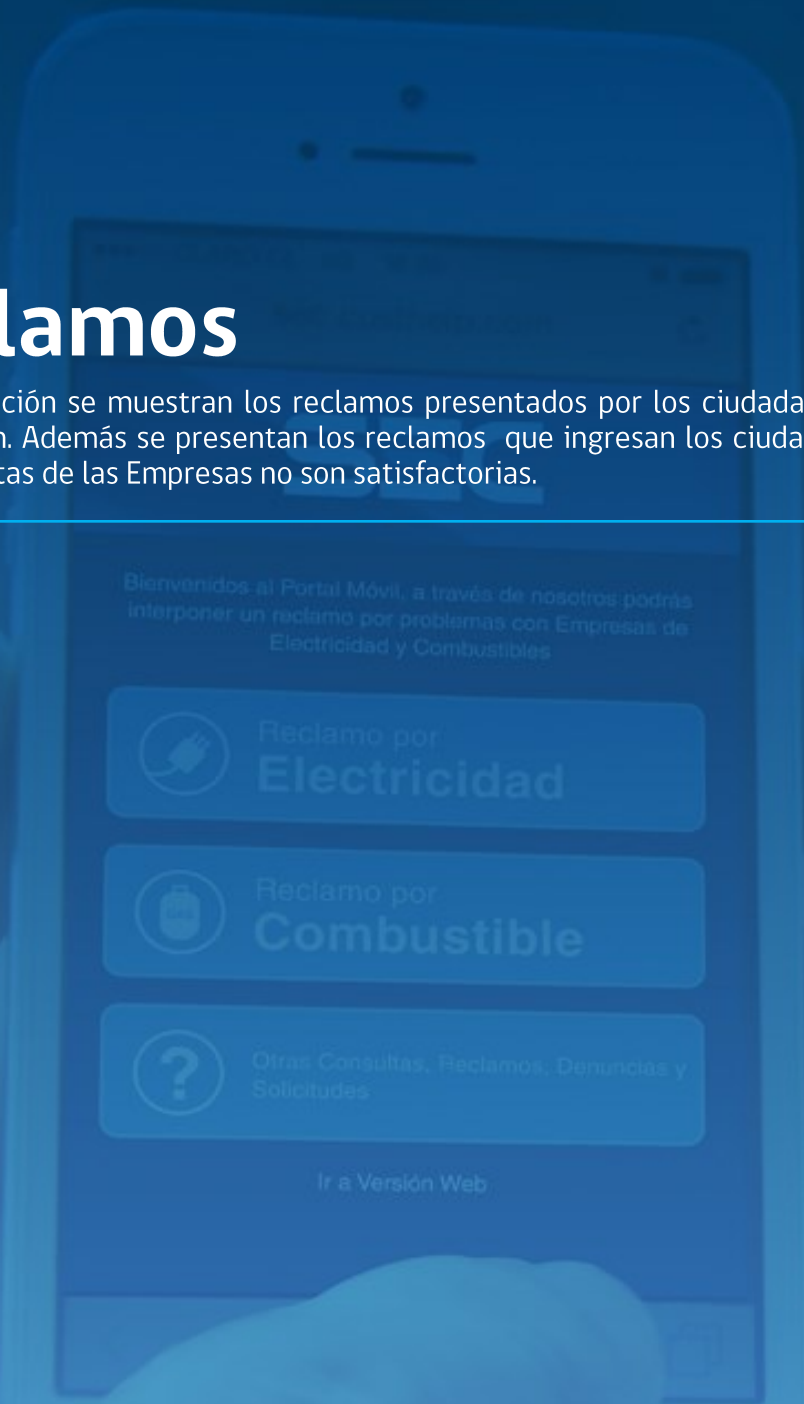 lamos
ción se muestran los reclamos presentados por los ciudada
n. Además se presentan los reclamos que ingresan los ciuda
tas de las Empresas no son satisfactorias.
SEC
Bienvenidos al Portal Móvil, a través de nosotros podrás
interponer un reclamo por problemas con Empresas de
Electricidad y Combustibles
Reclamo por
Electricidad
Reclamo por
Combustible
Otras Consultas, Reclamos, Denuncias y
Solicitudes
Ir a Versión Web